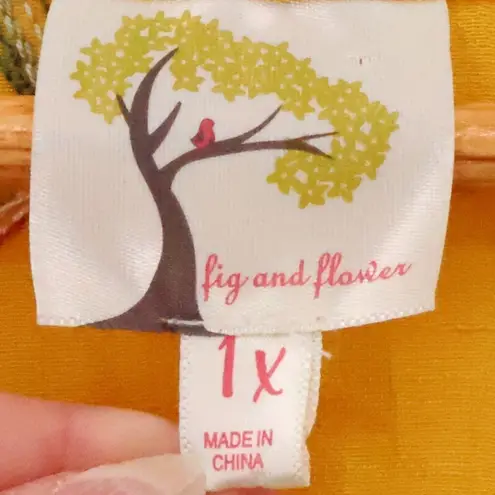 fig and flower
1X
MADE IN
CHINA